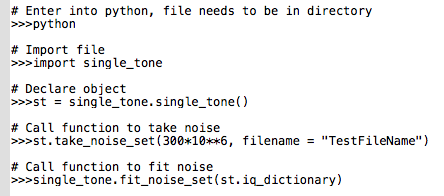 # Enter into python, file needs to be in directory
>>>python
# Import file
>>>import single_tone
# Declare object
>>>st = single_tone.single_tone()
# Call function to take noise
>>>st.take_noise_set(300*10**6, filename = "TestFileName")
# Call function to fit noise
>>>single_tone.fit_noise_set(st.iq_dictionary)